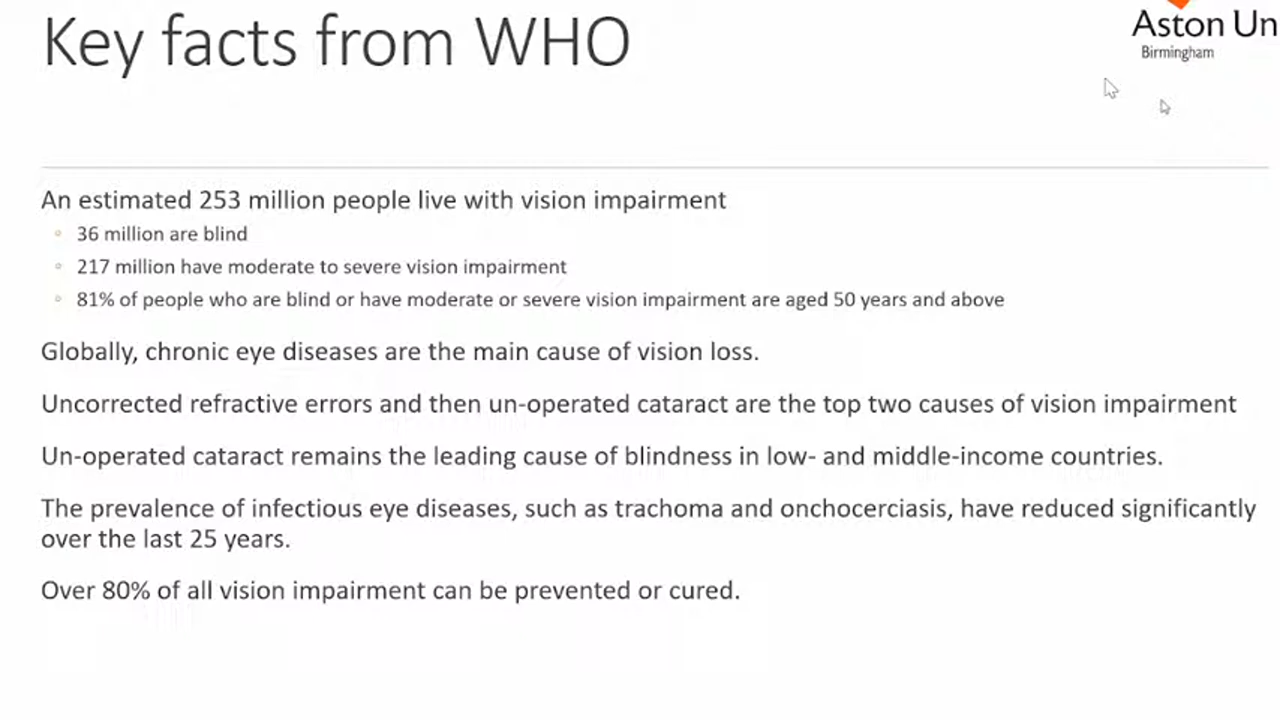 Key facts from WHO
Aston Un
Birmingham
An estimated 253 million people live with vision impairment
36 million are blind
217 million have moderate to severe vision impairment
81% of people who are blind or have moderate or severe vision impairment are aged 50 years and above
Globally, chronic eye diseases are the main cause of vision loss.
Uncorrected refractive errors and then un-operated cataract are the top two causes of vision impairment
Un-operated cataract remains the leading cause of blindness in low- and middle-income countries.
The prevalence of infectious eye diseases, such as trachoma and onchocerciasis, have reduced significantly
over the last 25 years.
Over 80% of all vision impairment can be prevented or cured.